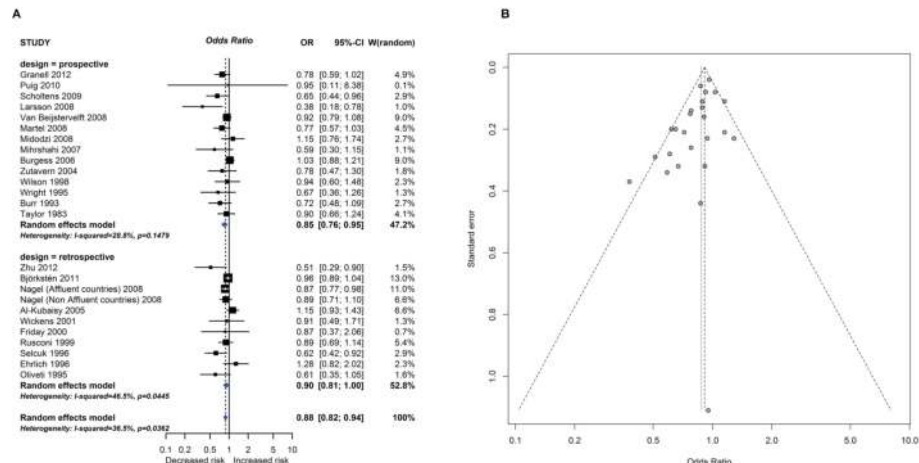 A
STUDY Odds Ratio OR 95%-CI W(random)
design = prospective
Granell 2012 0.78 [0.59; 1.02] 4.9%
Puig 2010 0.95 [0.11; 8.38] 0.1%
Scholtens 2009 0.65 [0.44; 0.96] 2.9%
Larsson 2008 0.38 [0.18; 0.78] 1.0%
Van Beijsterveldt 2008 0.92 [0.79; 1.08] 9.0%
Martel 2008 0.77 [0.57; 1.03] 4.5%
Midodzi 2008 1.15 [0.76; 1.74] 2.7%
Mihrshahi 2007 0.59 [0.30; 1.15] 1.1%
Burgess 2006 1.03 [0.88; 1.21] 9.0%
Zutavern 2004 0.78 [0.47; 1.30] 1.8%
Wilson 1998 0.94 [0.60; 1.48] 2.3%
Wright 1995 0.67 [0.36; 1.26] 1.3%
Burr 1993 0.72 [0.48; 1.09] 2.7%
Taylor 1983 0.90 [0.66; 1.24] 4.1%
Random effects model 0.85 [0.76; 0.95] 47.2%
Heterogeneity: I-squared=28.8%, p=0.1479
design = retrospective
Zhu 2012 0.51 [0.29; 0.90] 1.5%
Björkstén 2011 0.96 [0.89; 1.04] 13.0%
Nagel (Affluent countries) 2008 0.87 [0.77; 0.98] 11.0%
Nagel (Non Affluent countries) 2008 0.89 [0.71; 1.10] 6.6%
Al-Kubaisy 2005 1.15 [0.93; 1.43] 6.6%
Wickens 2001 0.91 [0.49; 1.71] 1.3%
Friday 2000 0.87 [0.37; 2.06] 0.7%
Rusconi 1999 0.89 [0.69; 1.14] 5.4%
Selcuk 1996 0.62 [0.42; 0.92] 2.9%
Ehrlich 1996 1.28 [0.82; 2.02] 2.3%
Oliveti 1995 0.61 [0.35; 1.05] 1.6%
Random effects model 0.90 [0.81; 1.00] 52.8%
Heterogeneity: I-squared=46.5%, p=0.0445
Random effects model 0.88 [0.82; 0.94] 100%
Heterogeneity: I-squared=36.5%, p=0.0362
0.1 0.2 0.5 1 2 5 10
Decreased risk Increased risk
B
Standard error
0.0
0.2
0.4
0.6
0.8
1.0
0.1 0.2 0.5 1.0 2.0 5.0 10.0
Odds Ratio